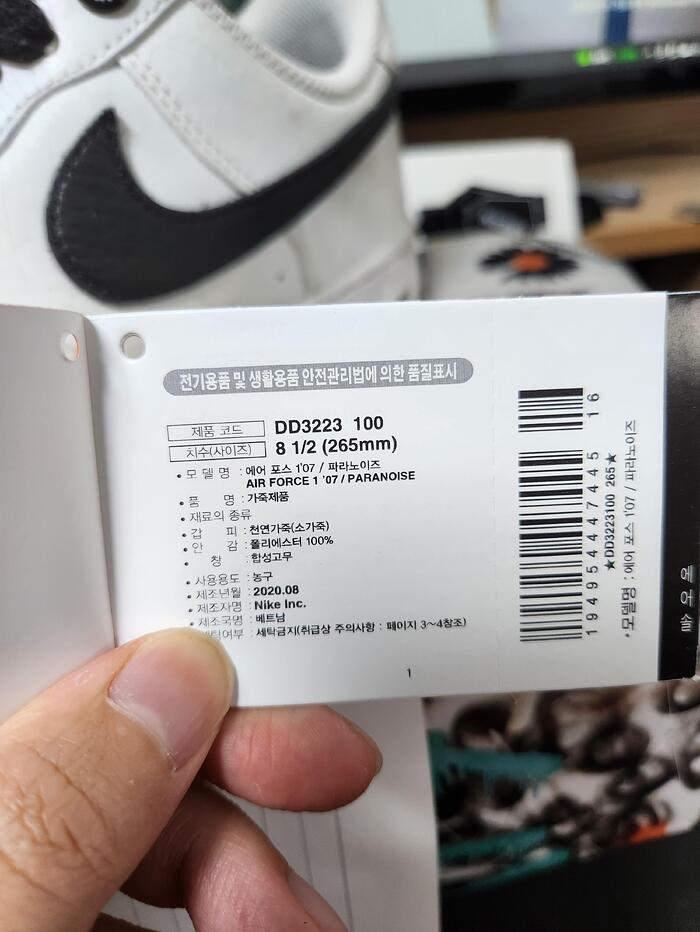 전기용품 및 생활용품 안전관리법에 의한 품질표시
제품 코드 DD3223 100
치수(사이즈) 8 1/2 (265mm)
• 모 델 명 : 에어 포스 1'07 / 파라노이즈
AIR FORCE 1 '07 / PARANOISE
• 품 명 : 가죽제품
• 재료의 종류
• 갑 피 : 천연가죽(소가죽)
• 안 감 : 폴리에스터 100%
• 창 : 합성고무
• 사용용도 : 농구
• 제조년월 : 2020.08
• 제조자명 : Nike Inc.
• 제조국명 : 베트남
세탁여부 : 세탁금지(취급상 주의사항 : 페이지 3~4참조)
1
194954447445 16
★DD3223100 265★
• 모델명 : 에어 포스 1'07 / 파라노이즈
에어솔